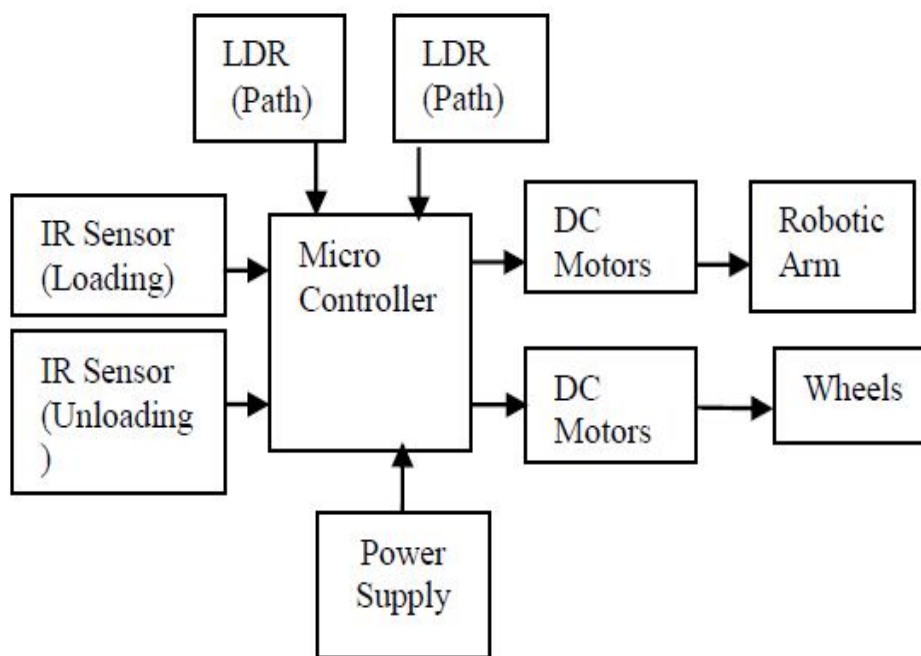 LDR
(Path)
LDR
(Path)
IR Sensor
(Loading)
Micro
Controller
DC
Motors
Robotic
Arm
IR Sensor
(Unloading
)
DC
Motors
Wheels
Power
Supply